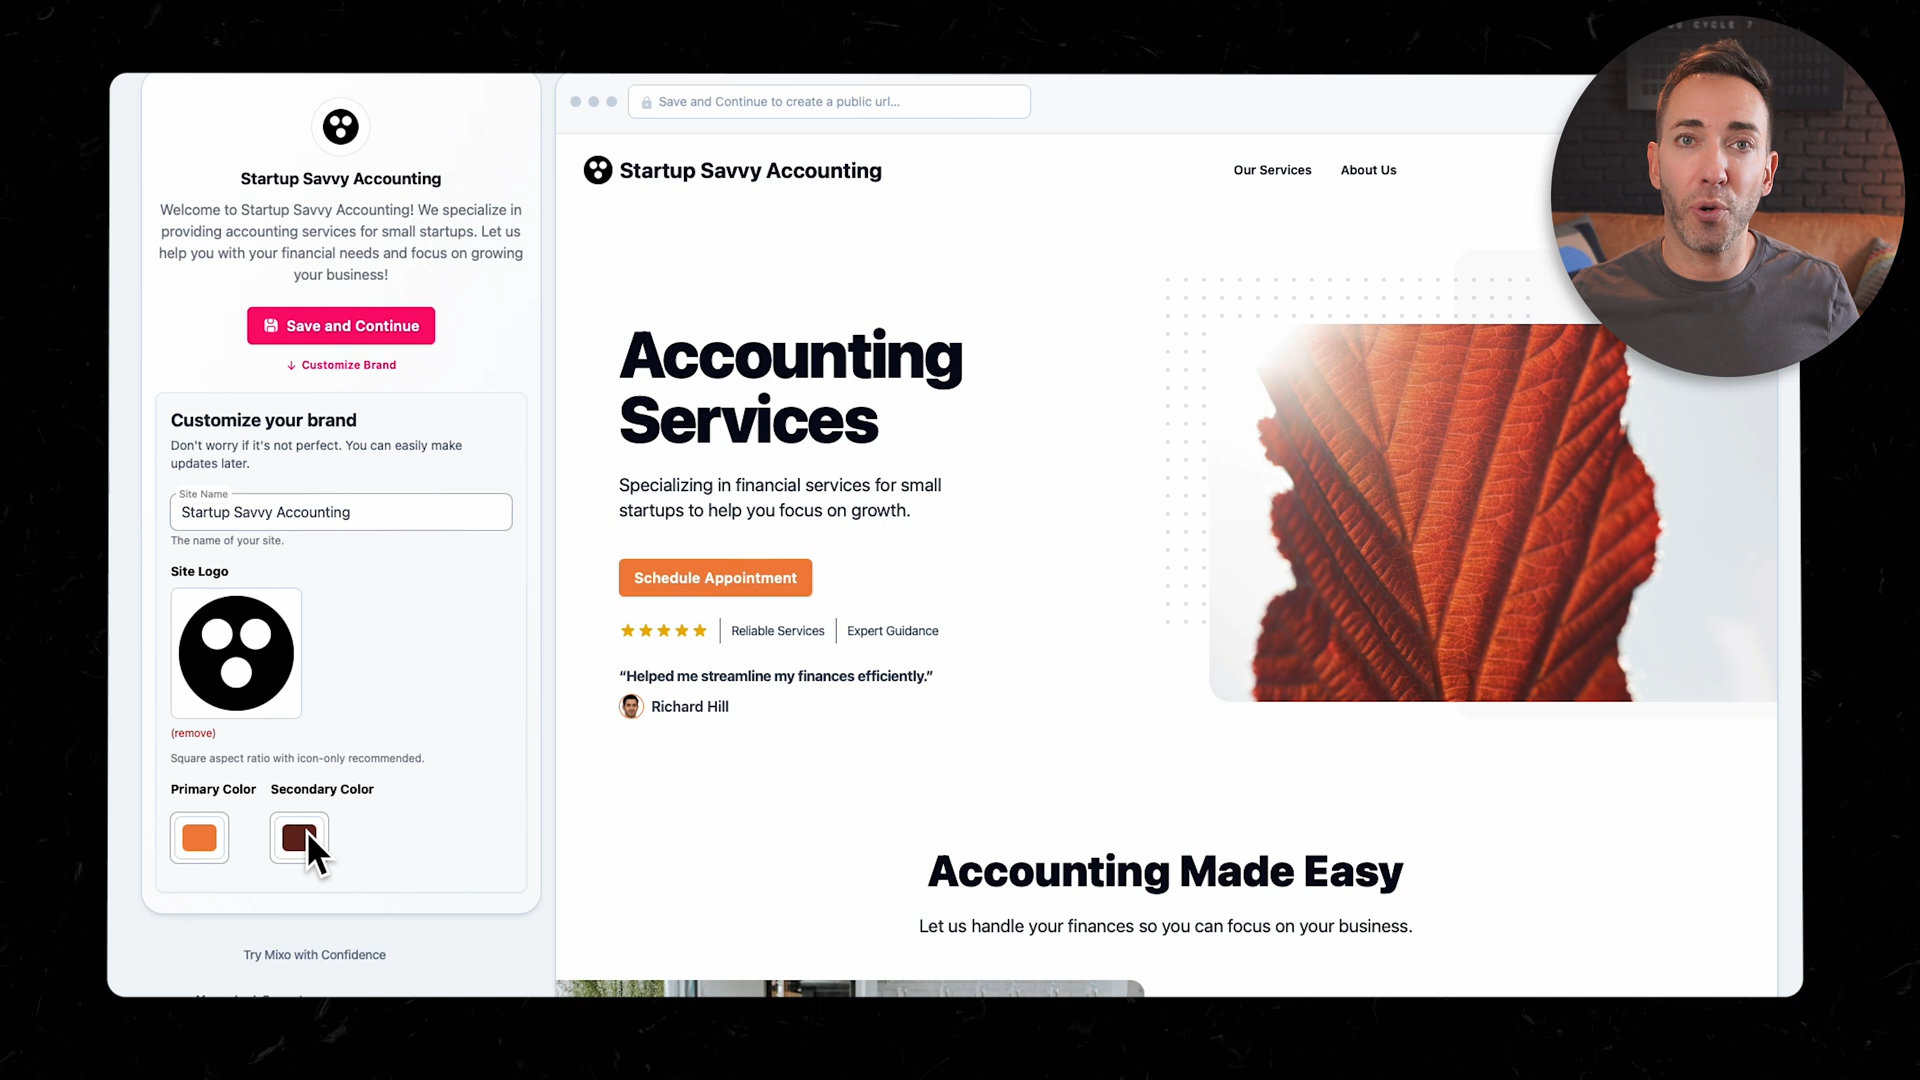 CYCLE 7
Startup Savvy Accounting
Welcome to Startup Savvy Accounting! We specialize in
providing accounting services for small startups. Let us
help you with your financial needs and focus on growing
your business!
Save and Continue
↓ Customize Brand
Customize your brand
Don't worry if it's not perfect. You can easily make
updates later.
Site Name
Startup Savvy Accounting
The name of your site.
Site Logo
(remove)
Square aspect ratio with icon-only recommended.
Primary Color Secondary Color
Try Mixo with Confidence
Save and Continue to create a public url...
Startup Savvy Accounting
Our Services About Us
Accounting
Services
Specializing in financial services for small
startups to help you focus on growth.
Schedule Appointment
Reliable Services Expert Guidance
“Helped me streamline my finances efficiently.”
Richard Hill
Accounting Made Easy
Let us handle your finances so you can focus on your business.